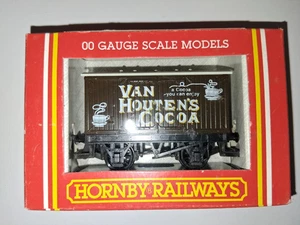 00 GAUGE SCALE MODELS
VAN
HOUTEN'S
COCOA
a Cocoa
you can enjoy
HORNBY RAILWAYS